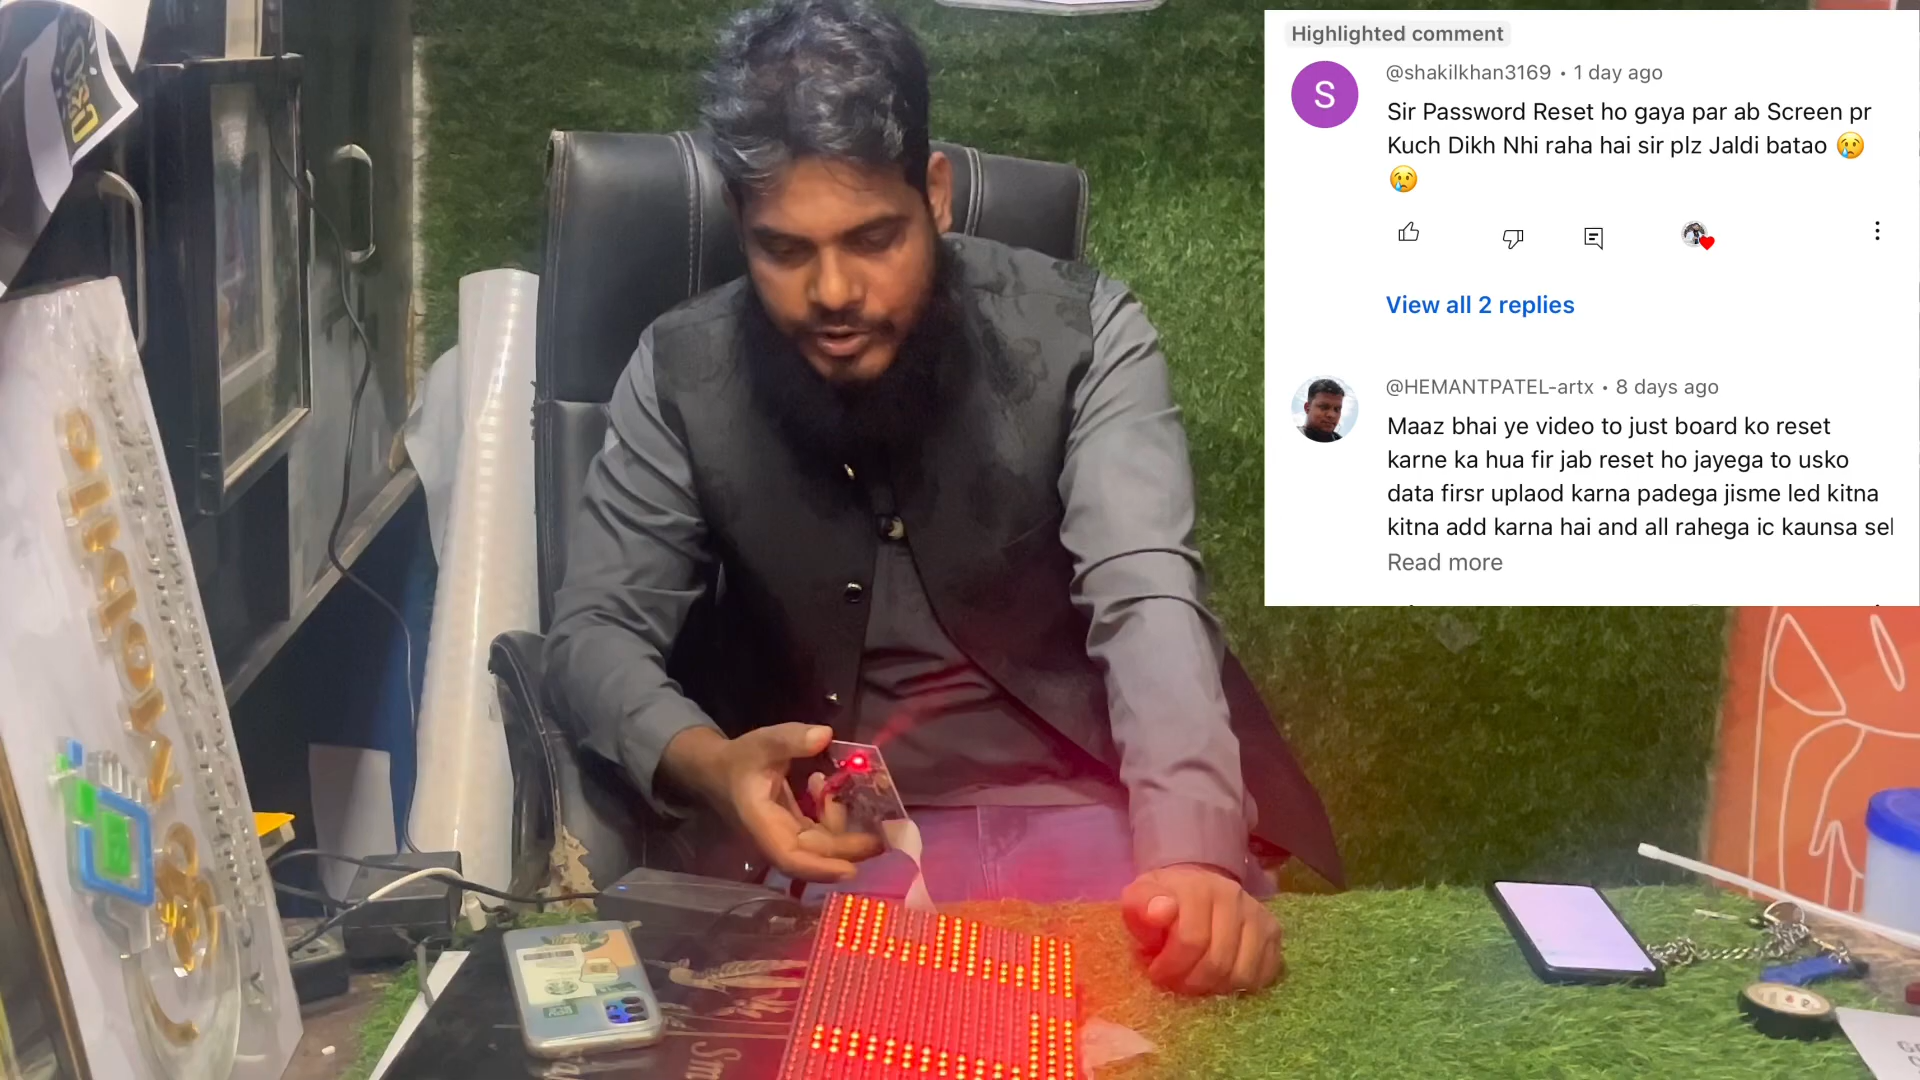 Highlighted comment
@shakilkhan3169 • 1 day ago
S
Sir Password Reset ho gaya par ab Screen pr
Kuch Dikh Nhi raha hai sir plz Jaldi batao 😢
😢
View all 2 replies
@HEMANTPATEL-artx • 8 days ago
Maaz bhai ye video to just board ko reset
karne ka hua fir jab reset ho jayega to usko
data firsr uplaod karna padega jisme led kitna
kitna add karna hai and all rahega ic kaunsa sel
Read more